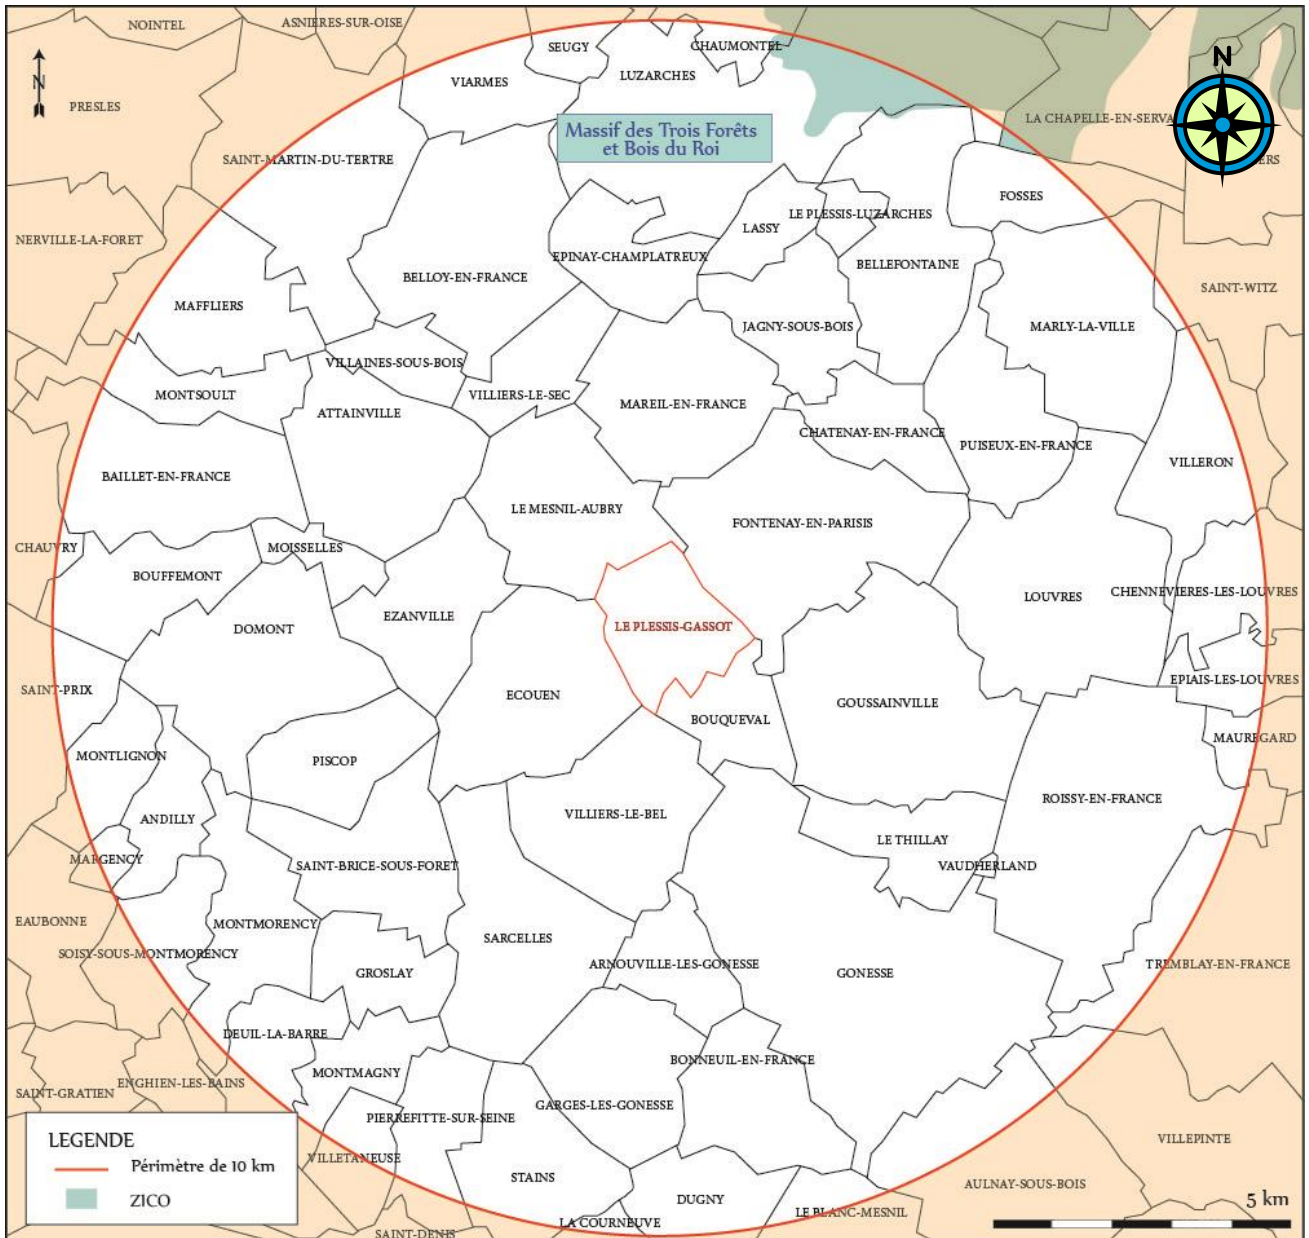 NOINTEL
ASNIERES-SUR-OISE
SEUGY
CHAUMONTEL
N
N
VIARMES
LUZARCHES
PRESLES
LA CHAPELLE-EN-SERVA
Massif des Trois Forêts
et Bois du Roi
SAINT-MARTIN-DU-TERTRE
ERS
FOSSES
LASSY
LE PLESSIS-LUZARCHES
NERVILLE-LA-FORET
EPINAY-CHAMPLATREUX
BELLEFONTAINE
BELLOY-EN-FRANCE
SAINT-WITZ
MAFFLIERS
JAGNY-SOUS-BOIS
MARLY-LA-VILLE
VILLAINES-SOUS-BOIS
MONTSOULT
VILLIERS-LE-SEC
MAREIL-EN-FRANCE
ATTAINVILLE
CHATENAY-EN-FRANCE
PUISEUX-EN-FRANCE
VILLERON
BAILLET-EN-FRANCE
LE MESNIL-AUBRY
FONTENAY-EN-PARISIS
CHAUVRY
MOISSELLES
BOUFFEMONT
CHENNEVIERES-LES-LOUVRES
LOUVRES
EZANVILLE
DOMONT
LE PLESSIS-GASSOT
SAINT-PRIX
ECOUEN
EPIAIS-LES-LOUVRES
GOUSSAINVILLE
BOUQUEVAL
MAUREGARD
MONTLIGNON
PISCOP
ROISSY-EN-FRANCE
ANDILLY
VILLIERS-LE-BEL
LE THILLAY
MARGENCY
SAINT-BRICE-SOUS-FORET
VAUDHERLAND
EAUBONNE
MONTMORENCY
SARCELLES
SOISY-SOUS-MONTMORENCY
ARNOUVILLE-LES-GONESSE
TREMBLAY-EN-FRANCE
GROSLAY
GONESSE
DEUIL-LA-BARRE
BONNEUIL-EN-FRANCE
MONTMAGNY
ENGHIEN-LES-BAINS
SAINT-GRATIEN
GARGES-LES-GONESSE
PIERREFITTE-SUR-SEINE
LEGENDE
VILLEPINTE
Périmètre de 10 km
VILLETANEUSE
STAINS
AULNAY-SOUS-BOIS
ZICO
DUGNY
5 km
LE BLANC-MESNIL
LA COURNEUVE
SAINT-DENIS